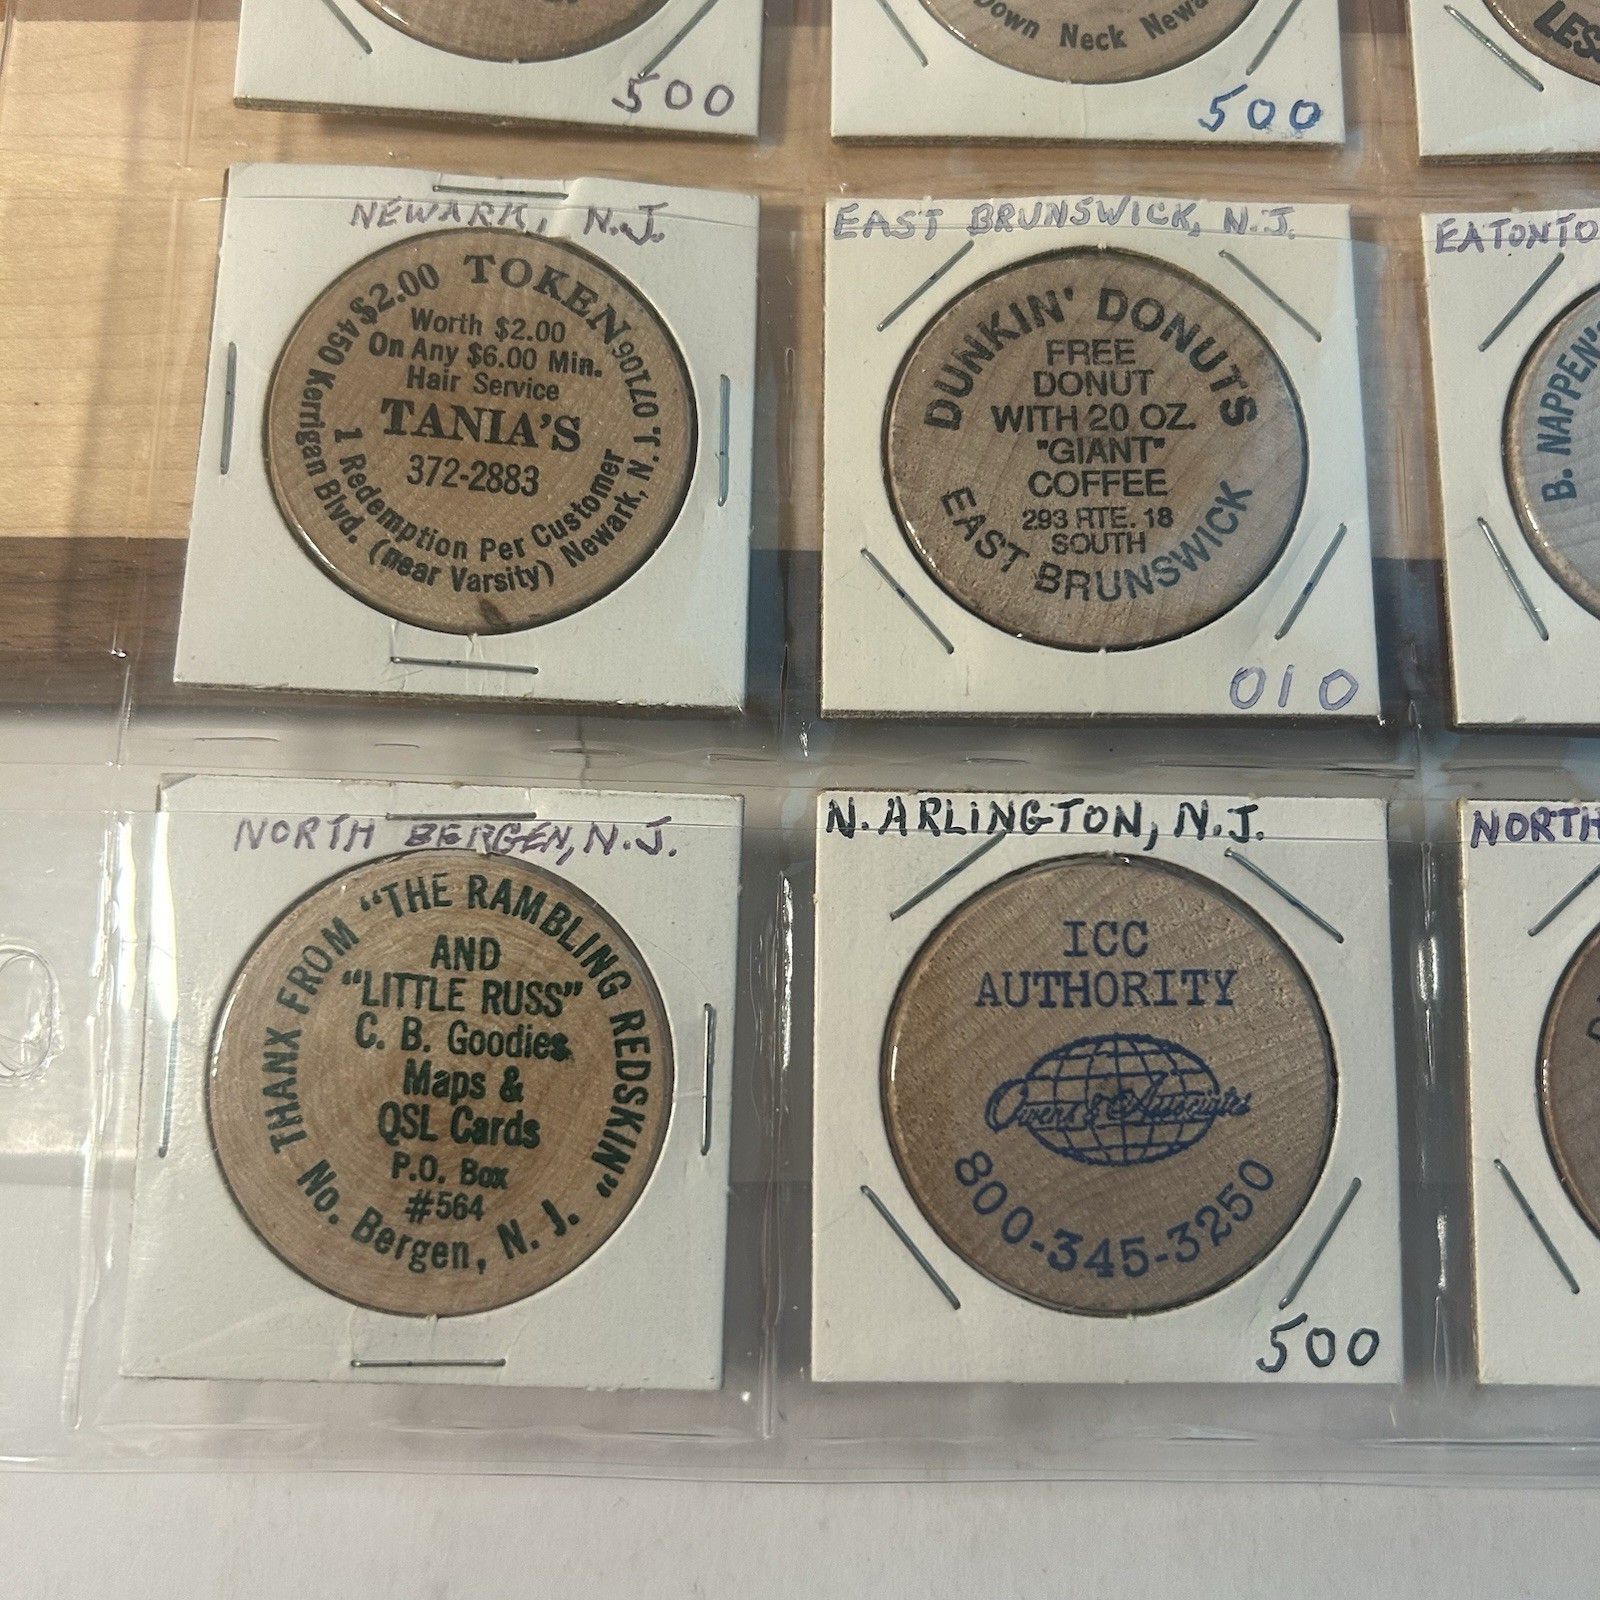 500
Down Neck
500
NEWARK, N.J.
$2.00 TOKEN
Worth $2.00
On Any $6.00 Min.
Hair Service
TANIA'S
372-2883
1 Redemption Per Customer
450 Kerrigan Blvd. (near Varsity) Newark, N.J. 07106
EAST BRUNSWICK, N.J.
DUNKIN' DONUTS
FREE
DONUT
WITH 20 OZ.
"GIANT"
COFFEE
293 RTE. 18
SOUTH
EAST BRUNSWICK
010
B. NAPPEN'S
NORTH BERGEN, N.J.
THANX FROM "THE RAMBLING REDSKIN"
AND
"LITTLE RUSS"
C. B. Goodies
Maps &
QSL Cards
P.O. Box
#564
No. Bergen, N. J.
N. ARLINGTON, N.J.
ICC
AUTHORITY
Owens & Associates
800-345-3250
500
NORTH